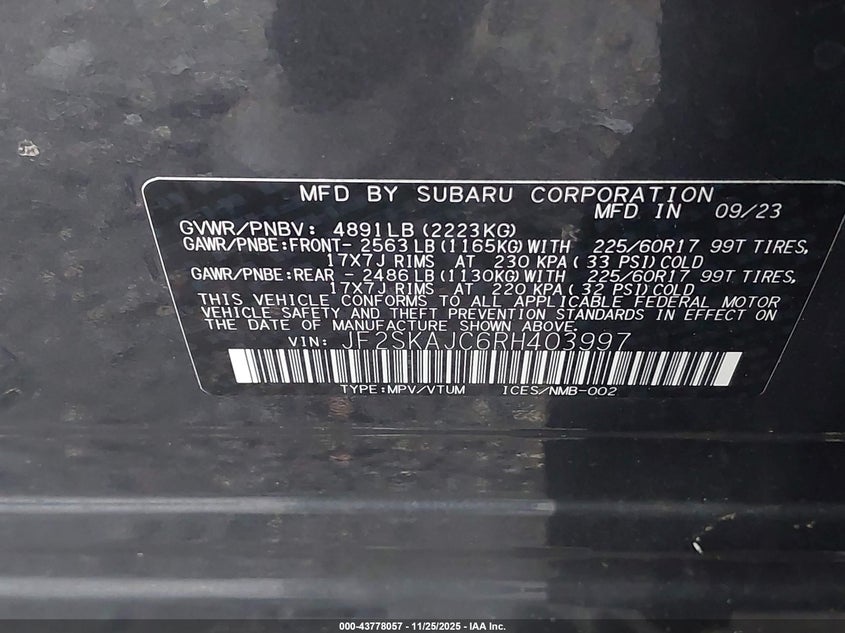 MFD BY SUBARU CORPORATION
MFD IN 09/23
GVWR/PNBV: 4891LB(2223KG)
GAWR/PNBE:FRONT- 2563LB(1165KG)WITH 225/60R17 99T TIRES,
17X7J RIMS AT 230 KPA( 33 PSI)COLD
GAWR/PNBE:REAR - 2486LB(1130KG)WITH 225/60R17 99T TIRES,
17X7J RIMS AT 220 KPA( 32 PSI)COLD
THIS VEHICLE CONFORMS TO ALL APPLICABLE FEDERAL MOTOR
VEHICLE SAFETY AND THEFT PREVENTION STANDARDS IN EFFECT ON
THE DATE OF MANUFACTURE SHOWN ABOVE.
VIN: JF2SKAJC6RH403997
TYPE:MPV/VTUM ICES/NMB-002
000-43778057 - 11/25/2025 - IAA Inc.